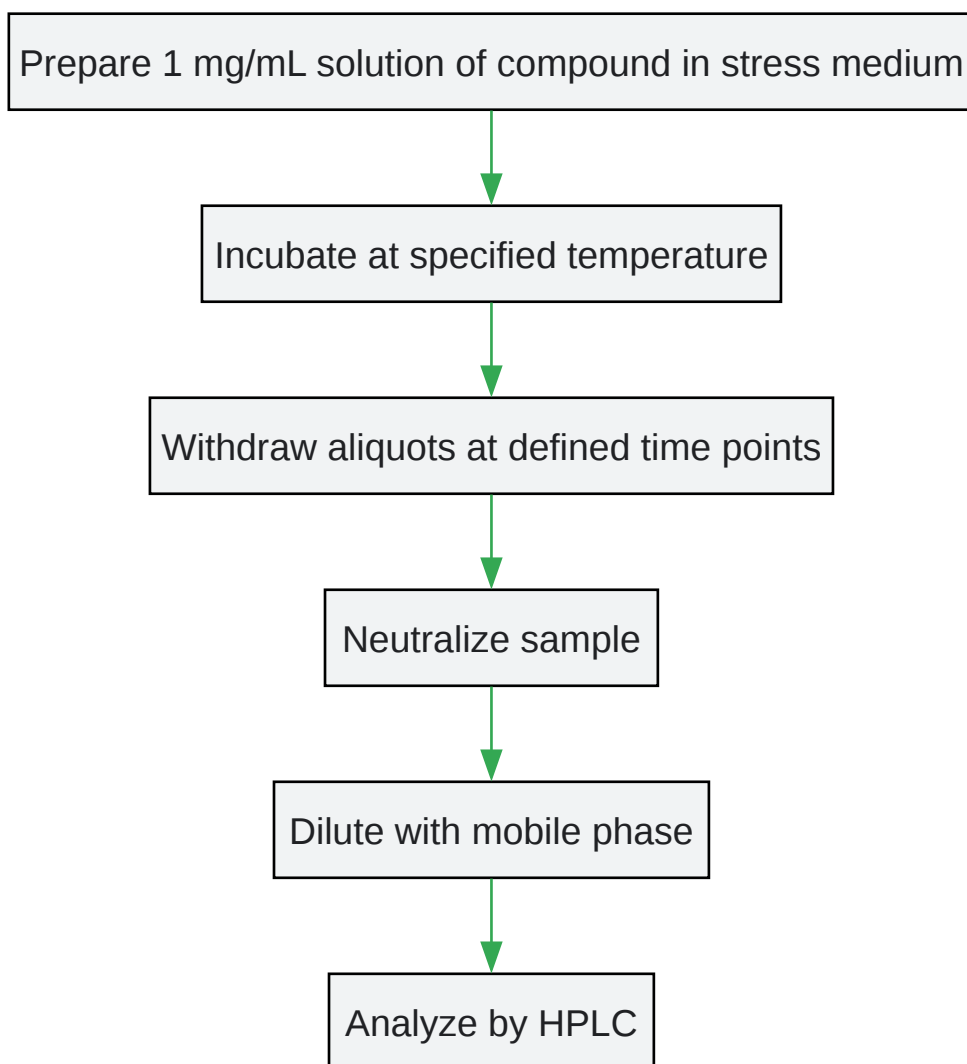 Prepare 1 mg/mL solution of compound in stress medium
Incubate at specified temperature
Withdraw aliquots at defined time points
Neutralize sample
Dilute with mobile phase
Analyze by HPLC